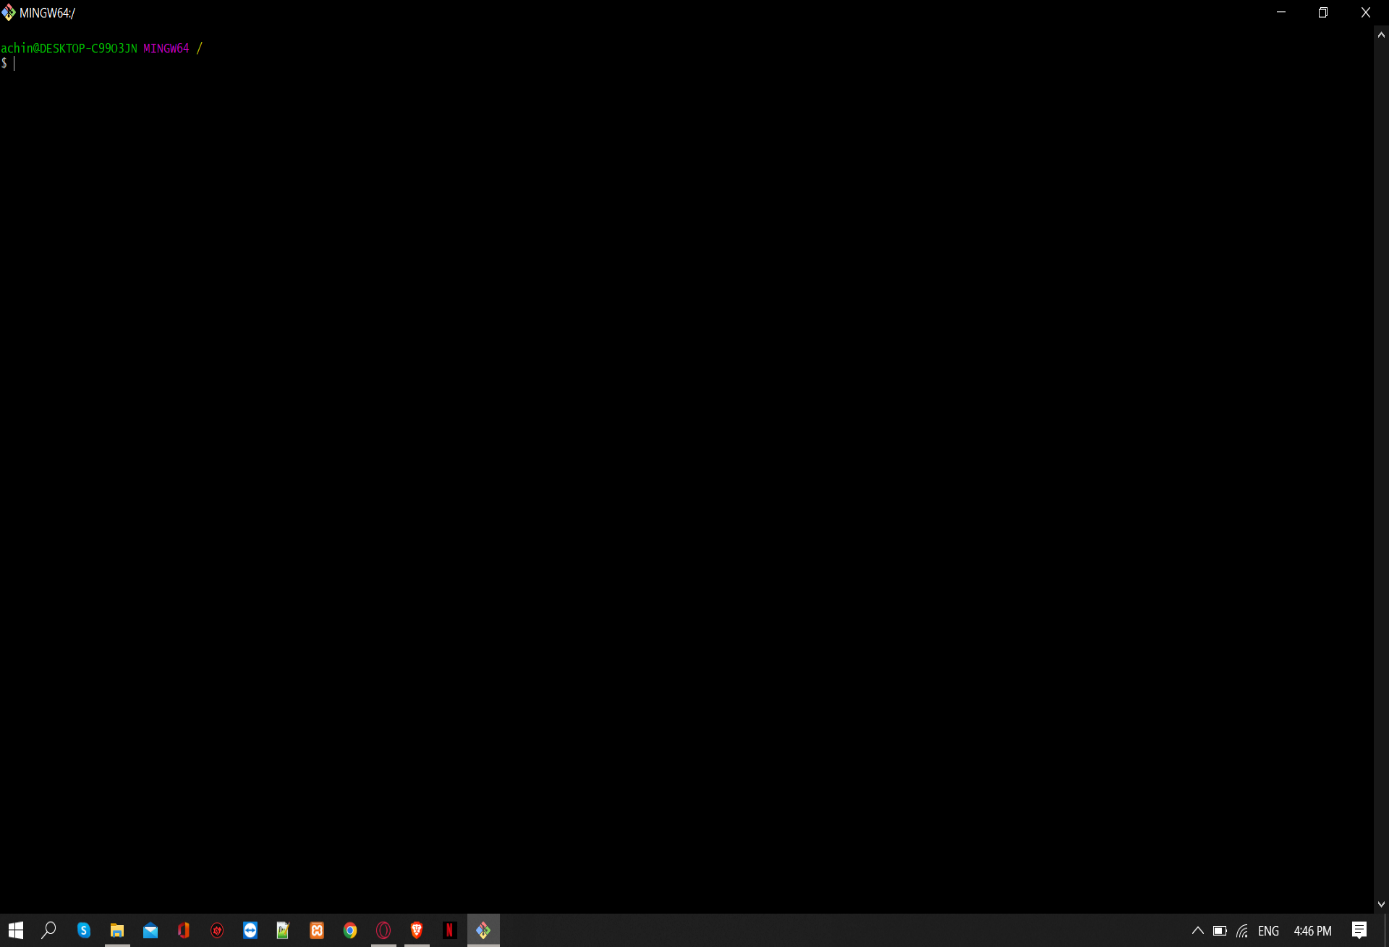 MINGW64:/
achin@DESKTOP-C99O3JN MINGW64 /
$
ENG 4:46 PM